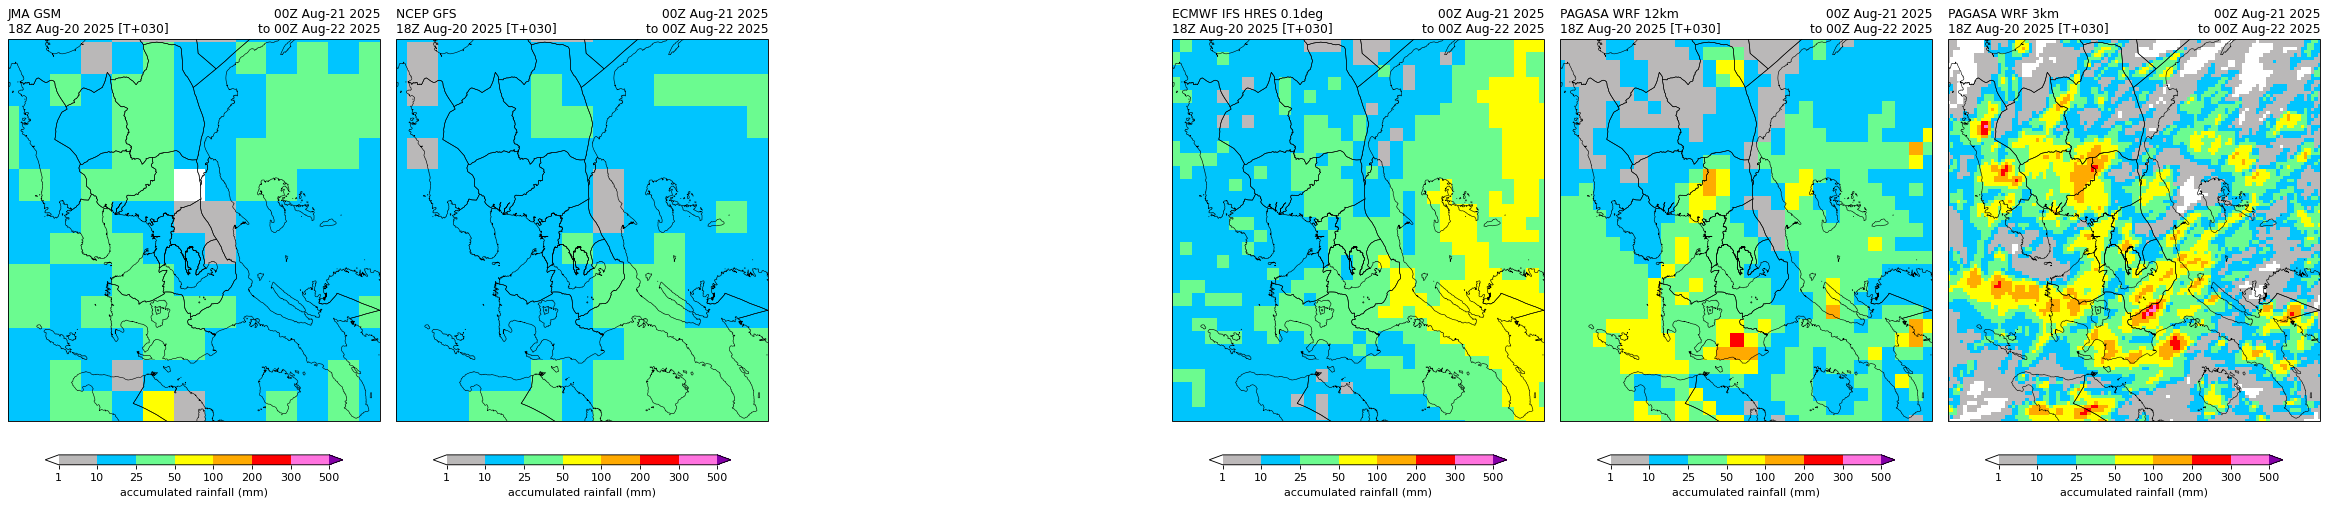 JMA GSM 00Z Aug-21 2025
18Z Aug-20 2025 [T+030] to 00Z Aug-22 2025
1 10 25 50 100 200 300 500
accumulated rainfall (mm)
NCEP GFS 00Z Aug-21 2025
18Z Aug-20 2025 [T+030] to 00Z Aug-22 2025
1 10 25 50 100 200 300 500
accumulated rainfall (mm)
ECMWF IFS HRES 0.1deg 00Z Aug-21 2025
18Z Aug-20 2025 [T+030] to 00Z Aug-22 2025
1 10 25 50 100 200 300 500
accumulated rainfall (mm)
PAGASA WRF 12km 00Z Aug-21 2025
18Z Aug-20 2025 [T+030] to 00Z Aug-22 2025
1 10 25 50 100 200 300 500
accumulated rainfall (mm)
PAGASA WRF 3km 00Z Aug-21 2025
18Z Aug-20 2025 [T+030] to 00Z Aug-22 2025
1 10 25 50 100 200 300 500
accumulated rainfall (mm)